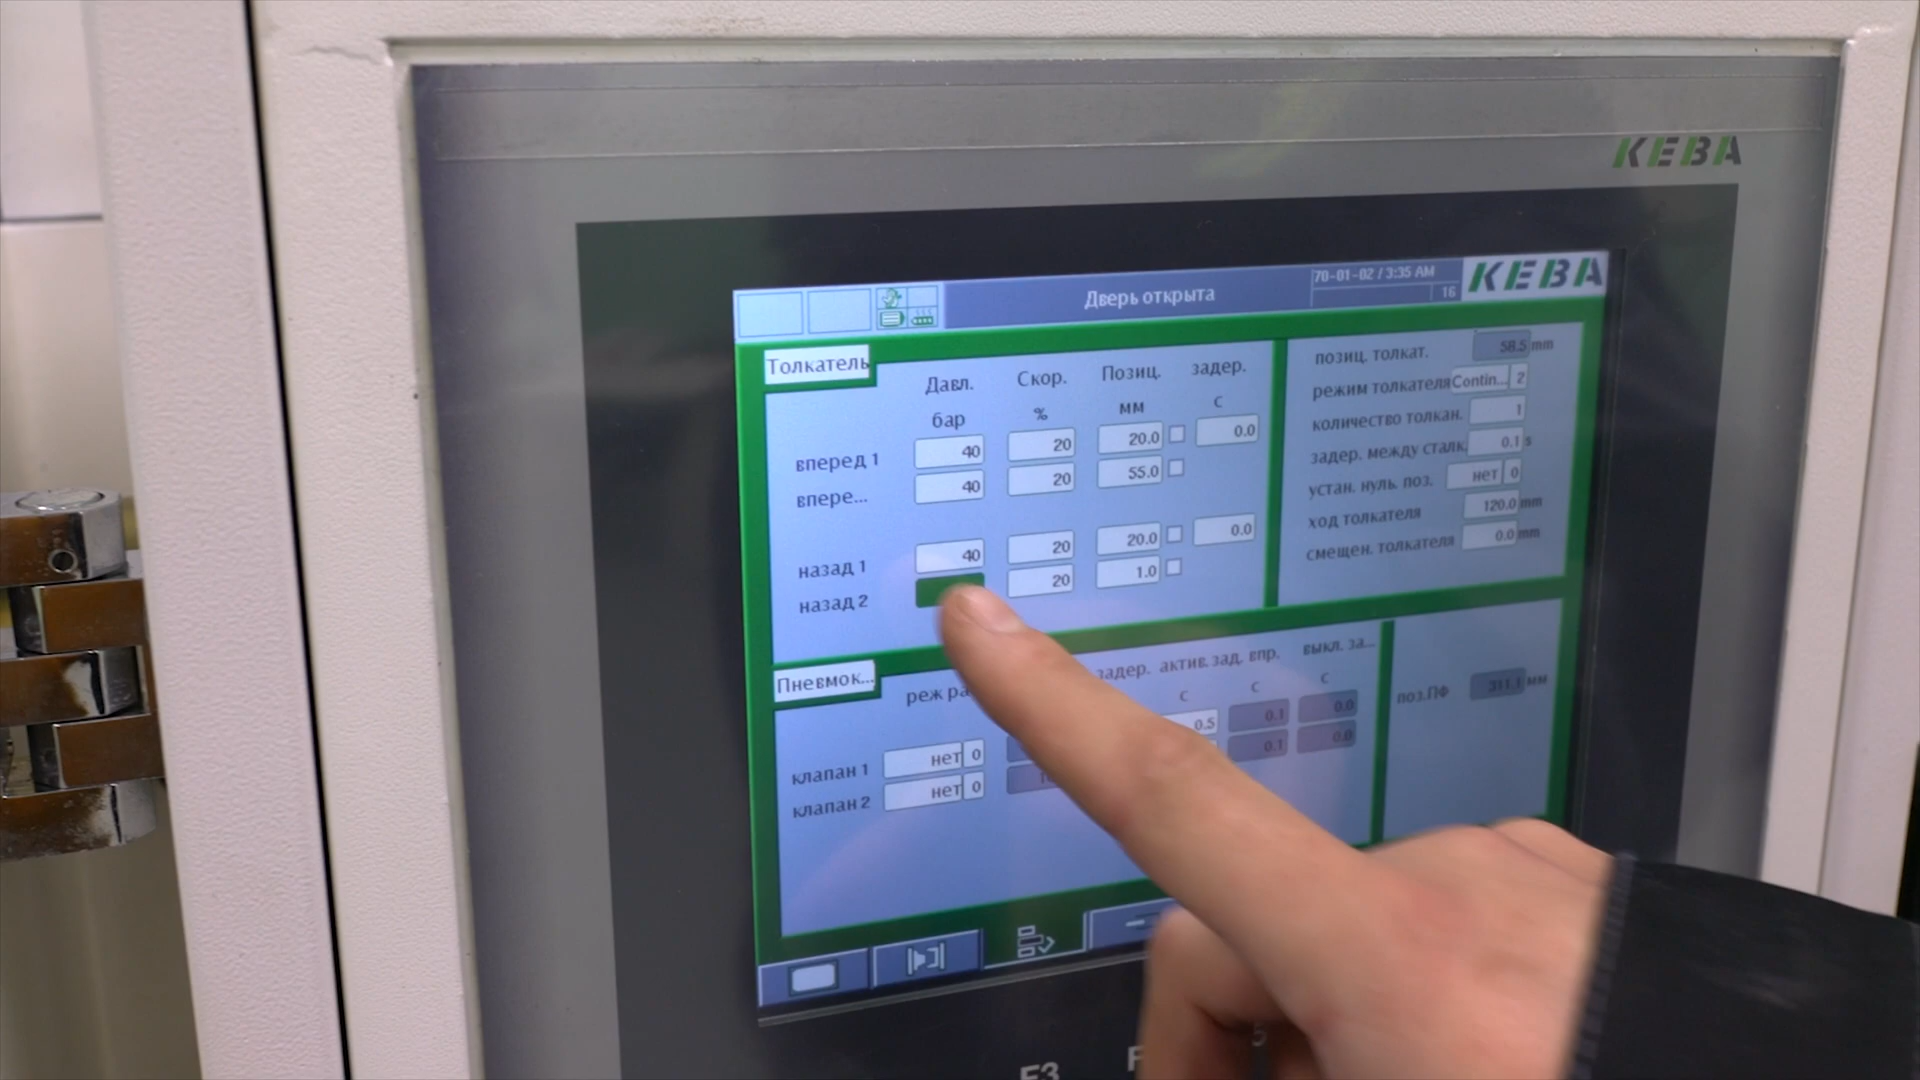 KEBA
Дверь открыта
70-01-02 / 3:35 AM
16
KEBA
Толкатель
Давл. Скор. Позиц. задер.
бар % мм с
вперед 1 40 20 20.0 0.0
впере... 40 20 55.0
назад 1 40 20 20.0 0.0
назад 2 20 1.0
позиц. толкат. 58.5 mm
режим толкателя Contin... 2
количество толкан. 1
задер. между сталк. 0.1 s
устан. нуль. поз. нет 0
ход толкателя 120.0 mm
смещен. толкателя 0.0 mm
Пневмок...
реж задер. актив. зад. впр. выкл. за...
с с с
клапан 1 нет 0 0.5 0.1 0.0
клапан 2 нет 0 0.1 0.0
поз.ПФ 311.1 мм
F3